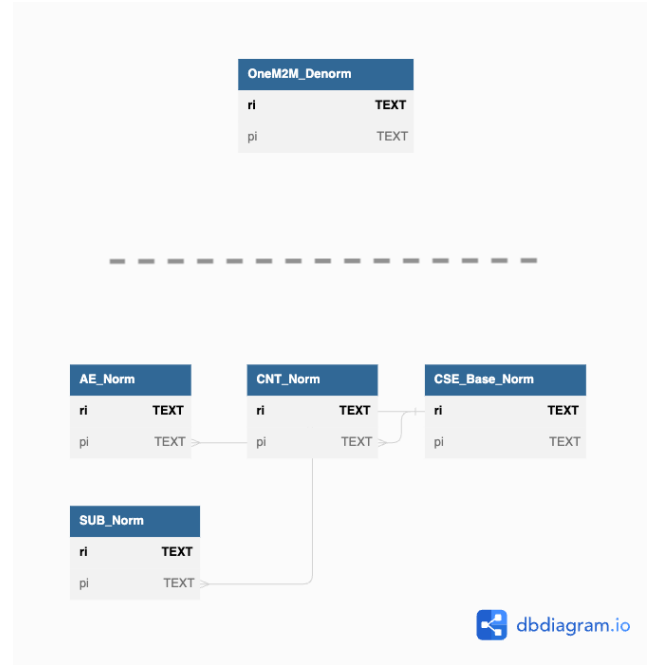 OneM2M_Denorm
ri TEXT
pi TEXT
AE_Norm
ri TEXT
pi TEXT
CNT_Norm
ri TEXT
pi TEXT
CSE_Base_Norm
ri TEXT
pi TEXT
SUB_Norm
ri TEXT
pi TEXT
dbdiagram.io